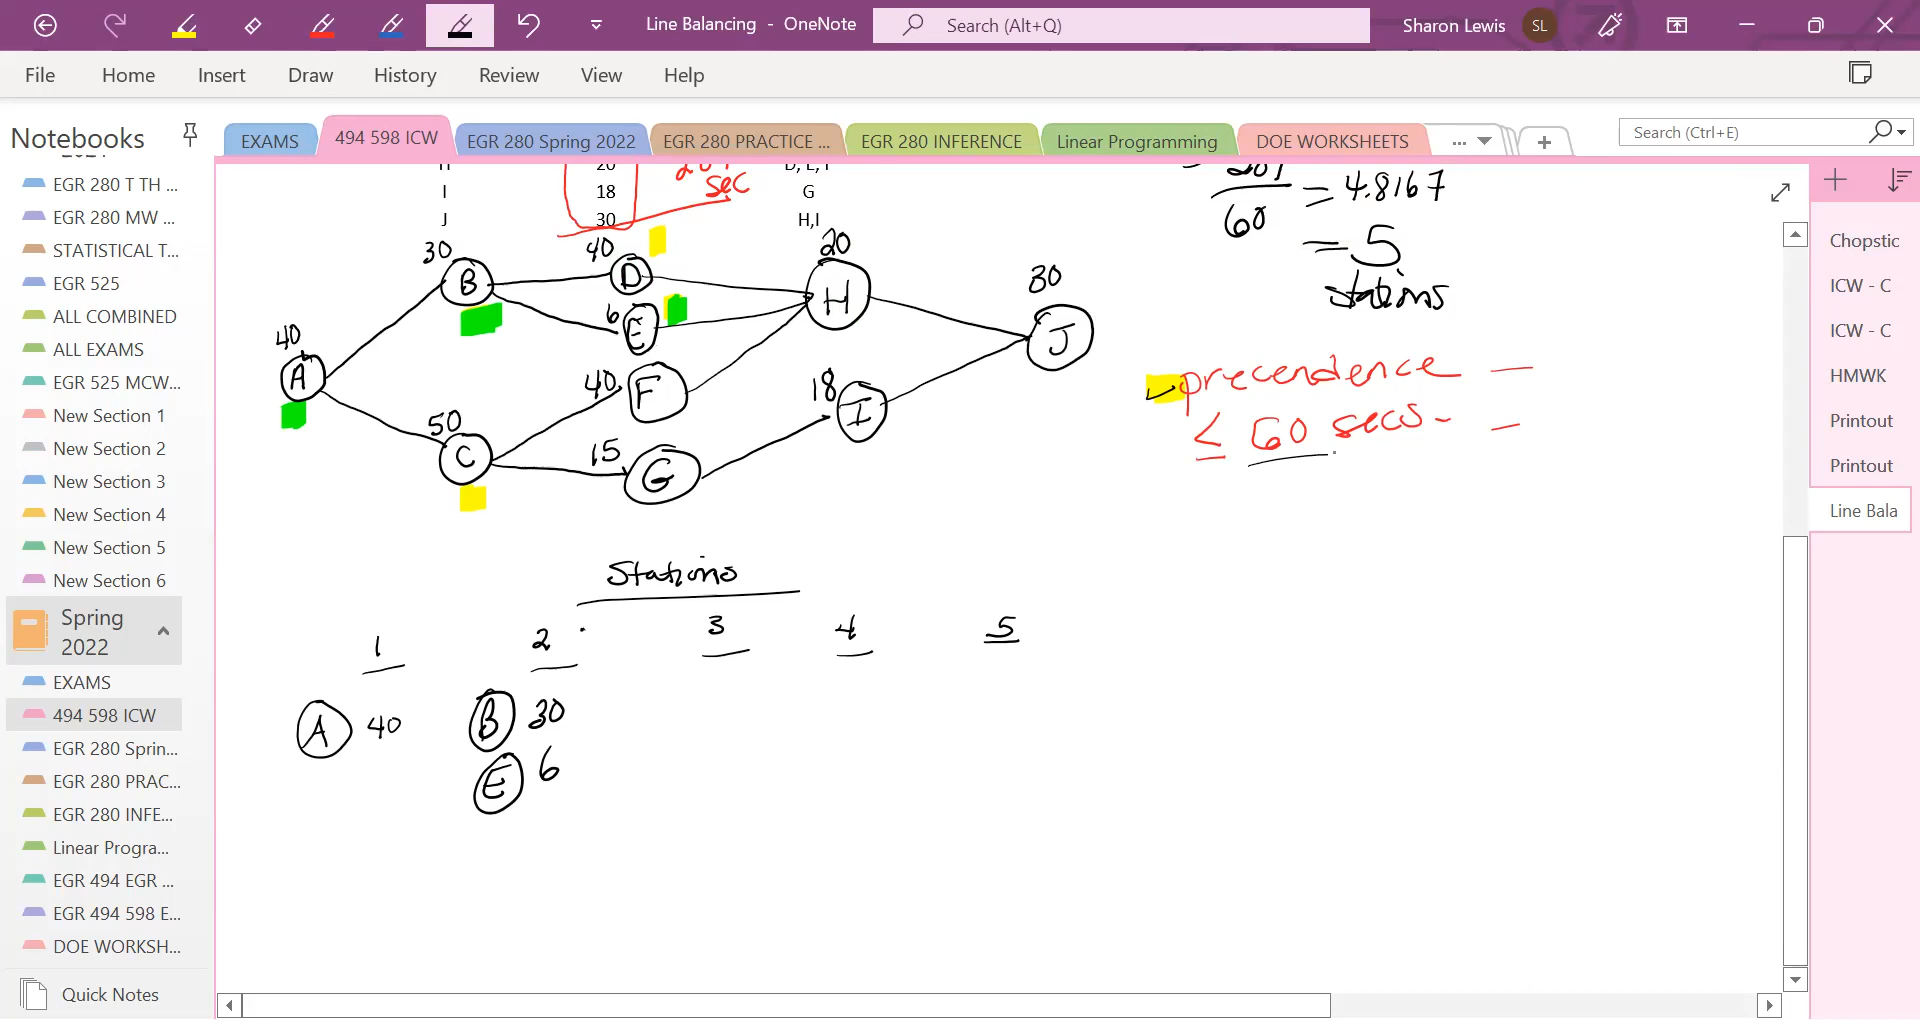 Line Balancing - OneNote
Search (Alt+Q)
Sharon Lewis
SL
File Home Insert Draw History Review View Help
Notebooks
EXAMS
494 598 ICW
EGR 280 Spring 2022
EGR 280 PRACTICE ...
EGR 280 INFERENCE
Linear Programming
DOE WORKSHEETS
...
Search (Ctrl+E)
EGR 280 T TH ...
EGR 280 MW ...
STATISTICAL T...
EGR 525
ALL COMBINED
ALL EXAMS
EGR 525 MCW...
New Section 1
New Section 2
New Section 3
New Section 4
New Section 5
New Section 6
Spring
2022
EXAMS
494 598 ICW
EGR 280 Sprin...
EGR 280 PRAC...
EGR 280 INFE...
Linear Progra...
EGR 494 EGR ...
EGR 494 598 E...
DOE WORKSH...
Quick Notes
sec
I 18 G
J 30 H,I
60 = 4.8167
= 5
stations
30 B
40 D
20 H
30 J
6 E
40 A
40 F
18 I
50 C
15 G
precendence —
≤ 60 secs - —
Stations
1 2 3 4 5
A 40 B 30
E 6
Chopstic
ICW - C
ICW - C
HMWK
Printout
Printout
Line Bala